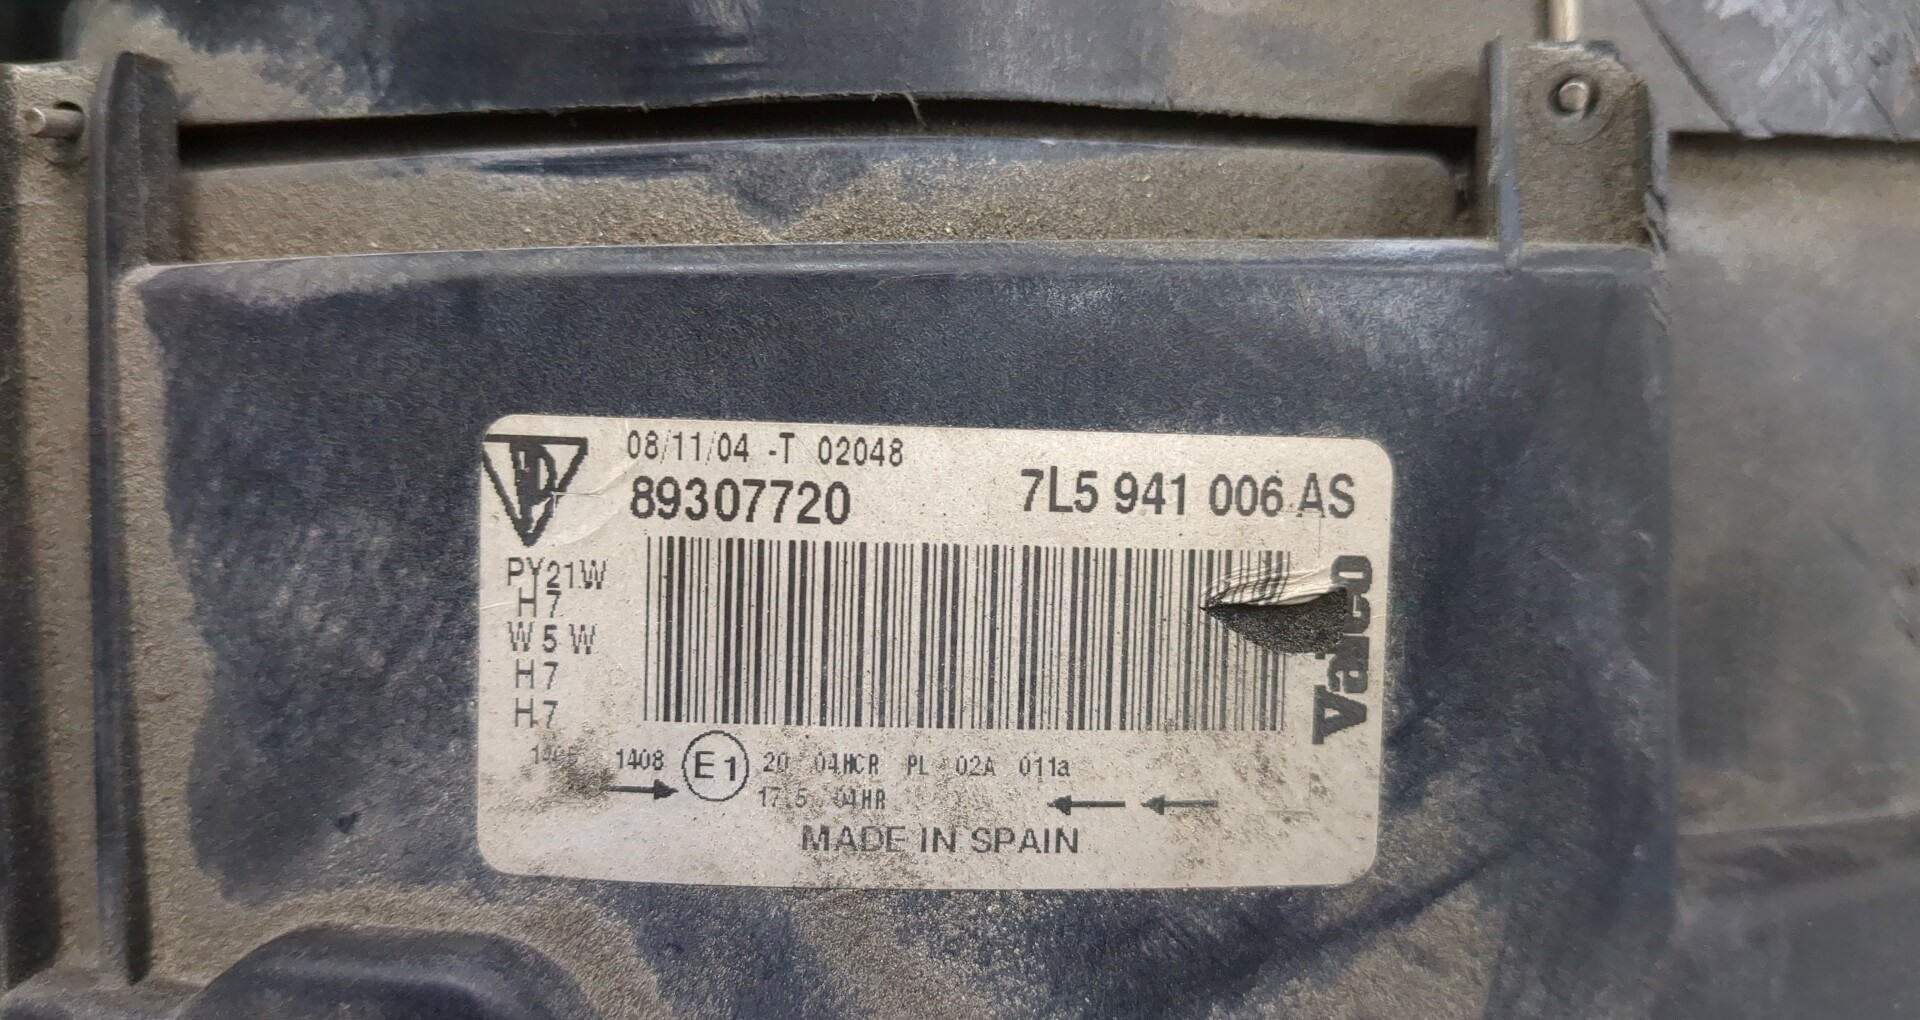 08/11/04 -T 02048
89307720 7L5 941 006 AS
PY21W
H7
W5W
H7
H7
Valeo
1408 E1 20 04HCR PL 02A 011a
17.5 04HR
MADE IN SPAIN